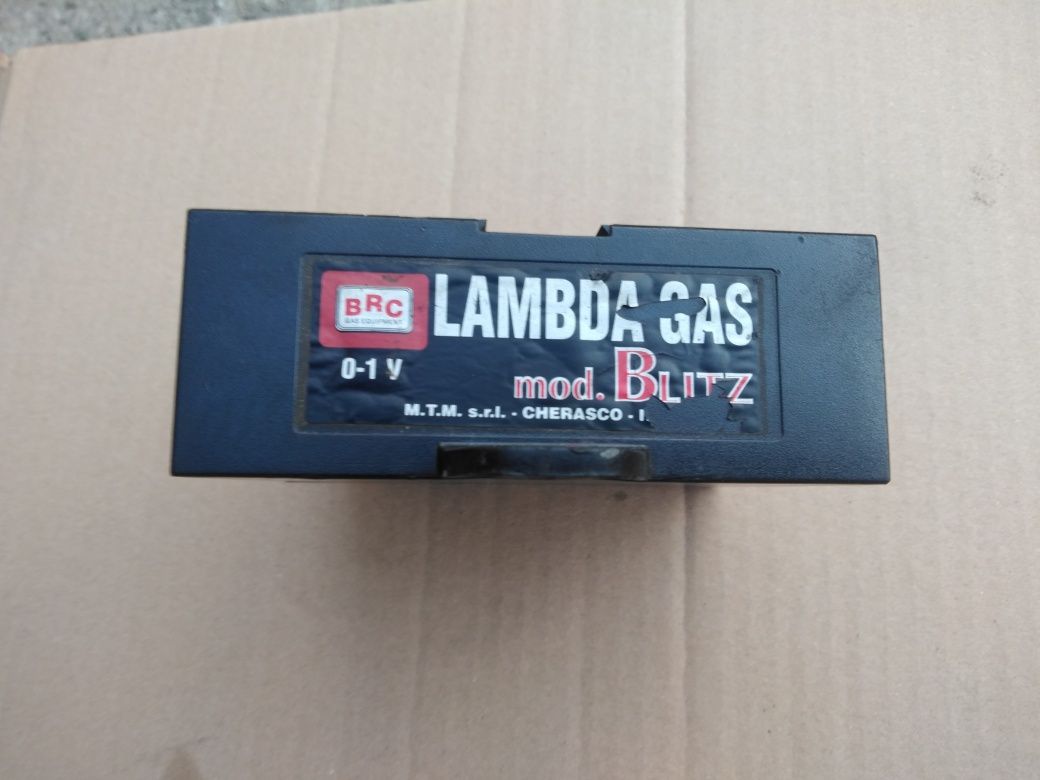 LAMBDA GAS
BRC
GAS EQUIPMENT
0-1 V
mod. BLITZ
M.T.M. s.r.l. - CHERASCO - I.